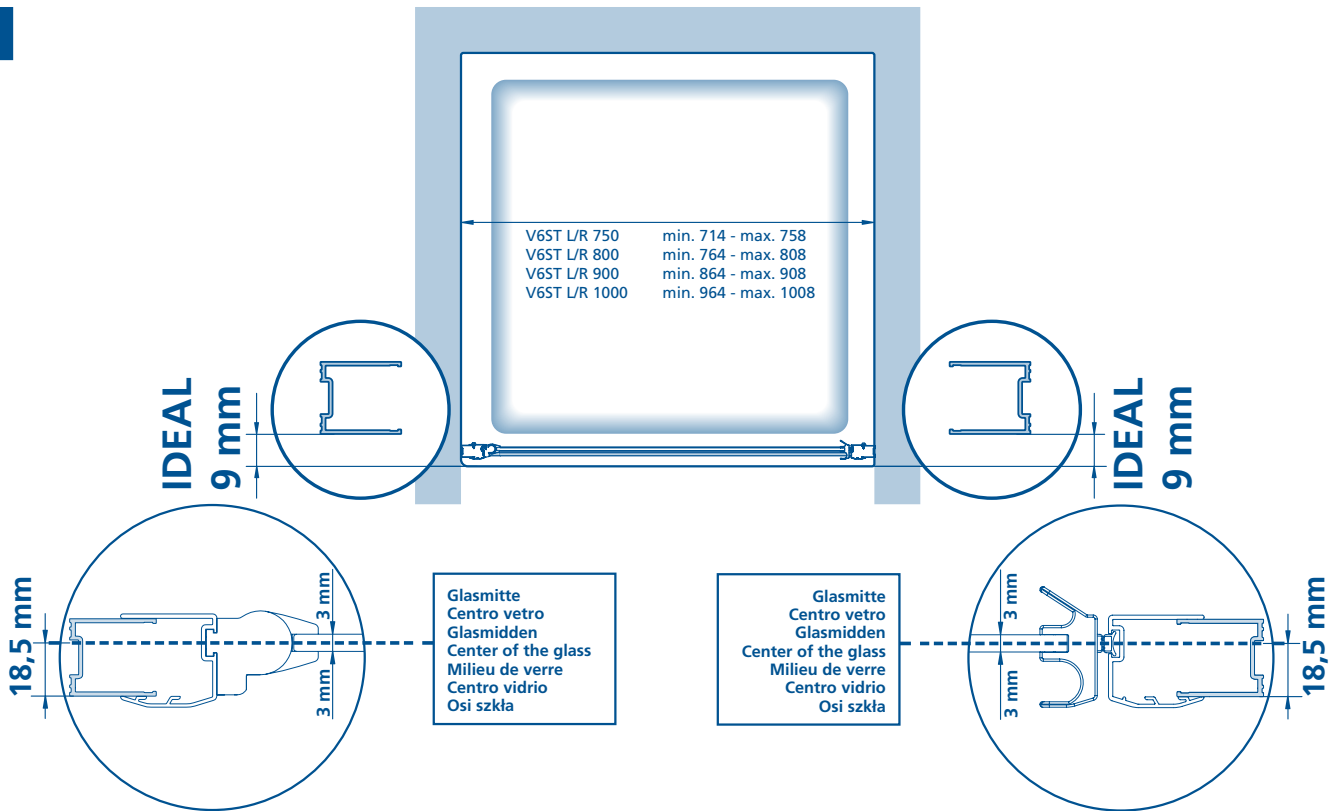 V6ST L/R 750 min. 714 - max. 758
V6ST L/R 800 min. 764 - max. 808
V6ST L/R 900 min. 864 - max. 908
V6ST L/R 1000 min. 964 - max. 1008
IDEAL
9 mm
IDEAL
9 mm
18,5 mm
3 mm
3 mm
Glasmitte
Centro vetro
Glasmidden
Center of the glass
Milieu de verre
Centro vidrio
Osi szkła
Glasmitte
Centro vetro
Glasmidden
Center of the glass
Milieu de verre
Centro vidrio
Osi szkła
3 mm
3 mm
18,5 mm